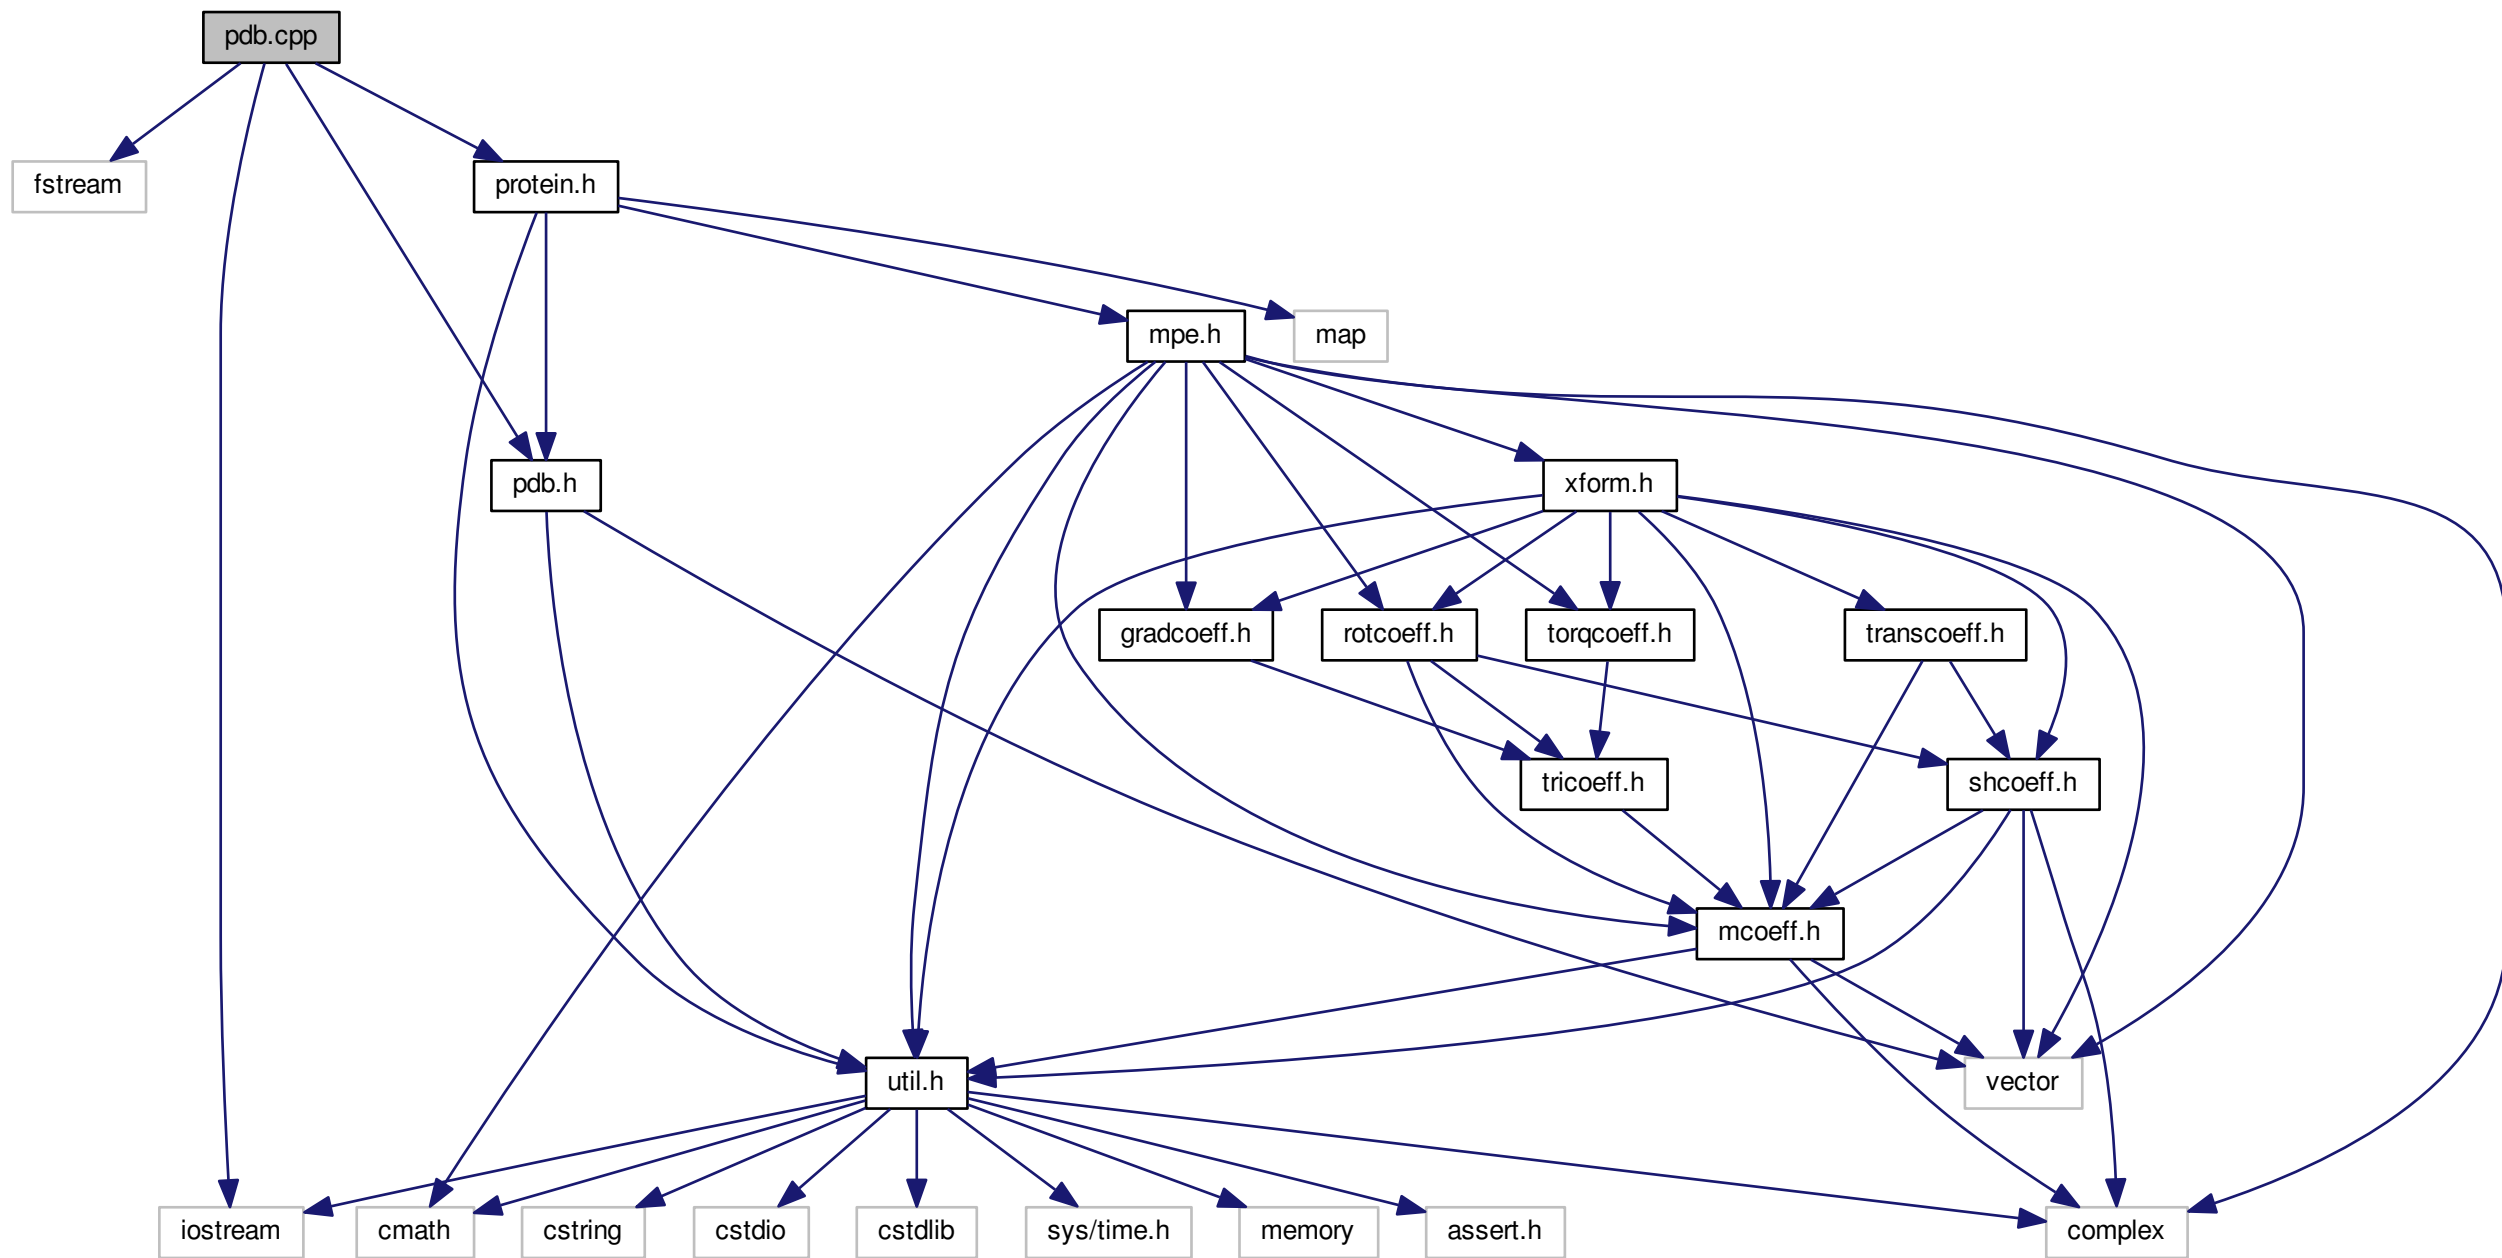 pdb.cpp
fstream
protein.h
mpe.h
map
pdb.h
xform.h
gradcoeff.h
rotcoeff.h
torqcoeff.h
transcoeff.h
tricoeff.h
shcoeff.h
mcoeff.h
util.h
vector
iostream
cmath
cstring
cstdio
cstdlib
sys/time.h
memory
assert.h
complex